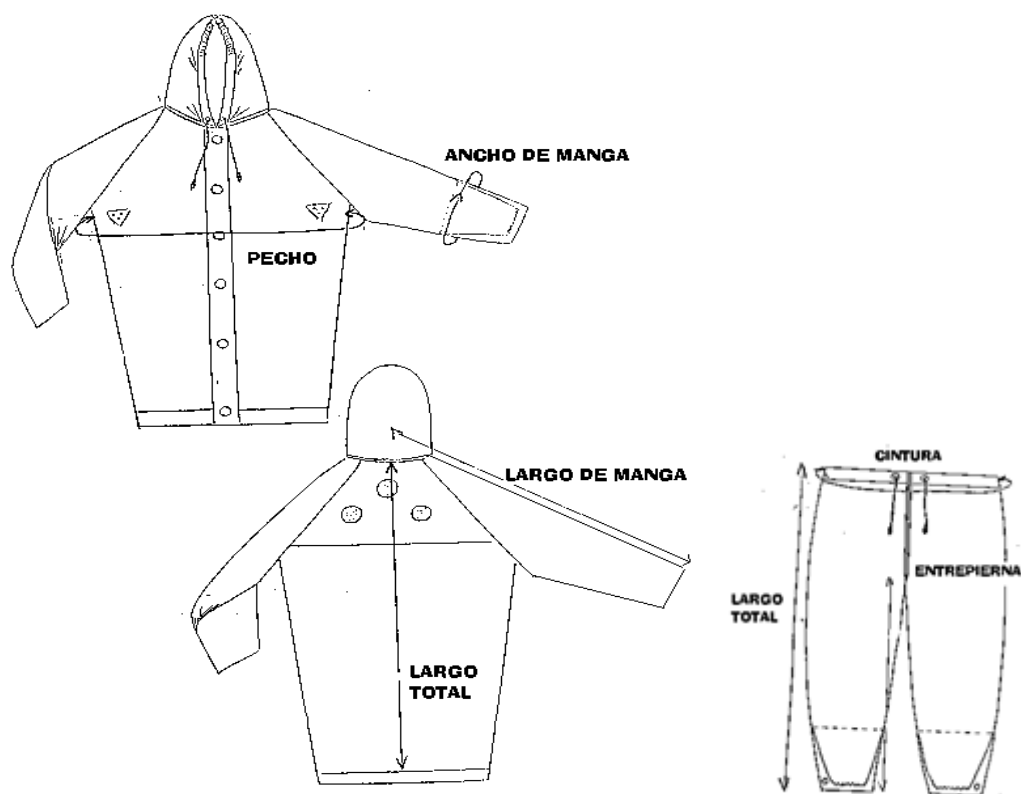 ANCHO DE MANGA
PECHO
LARGO DE MANGA
LARGO
TOTAL
CINTURA
ENTREPIERNA
LARGO
TOTAL